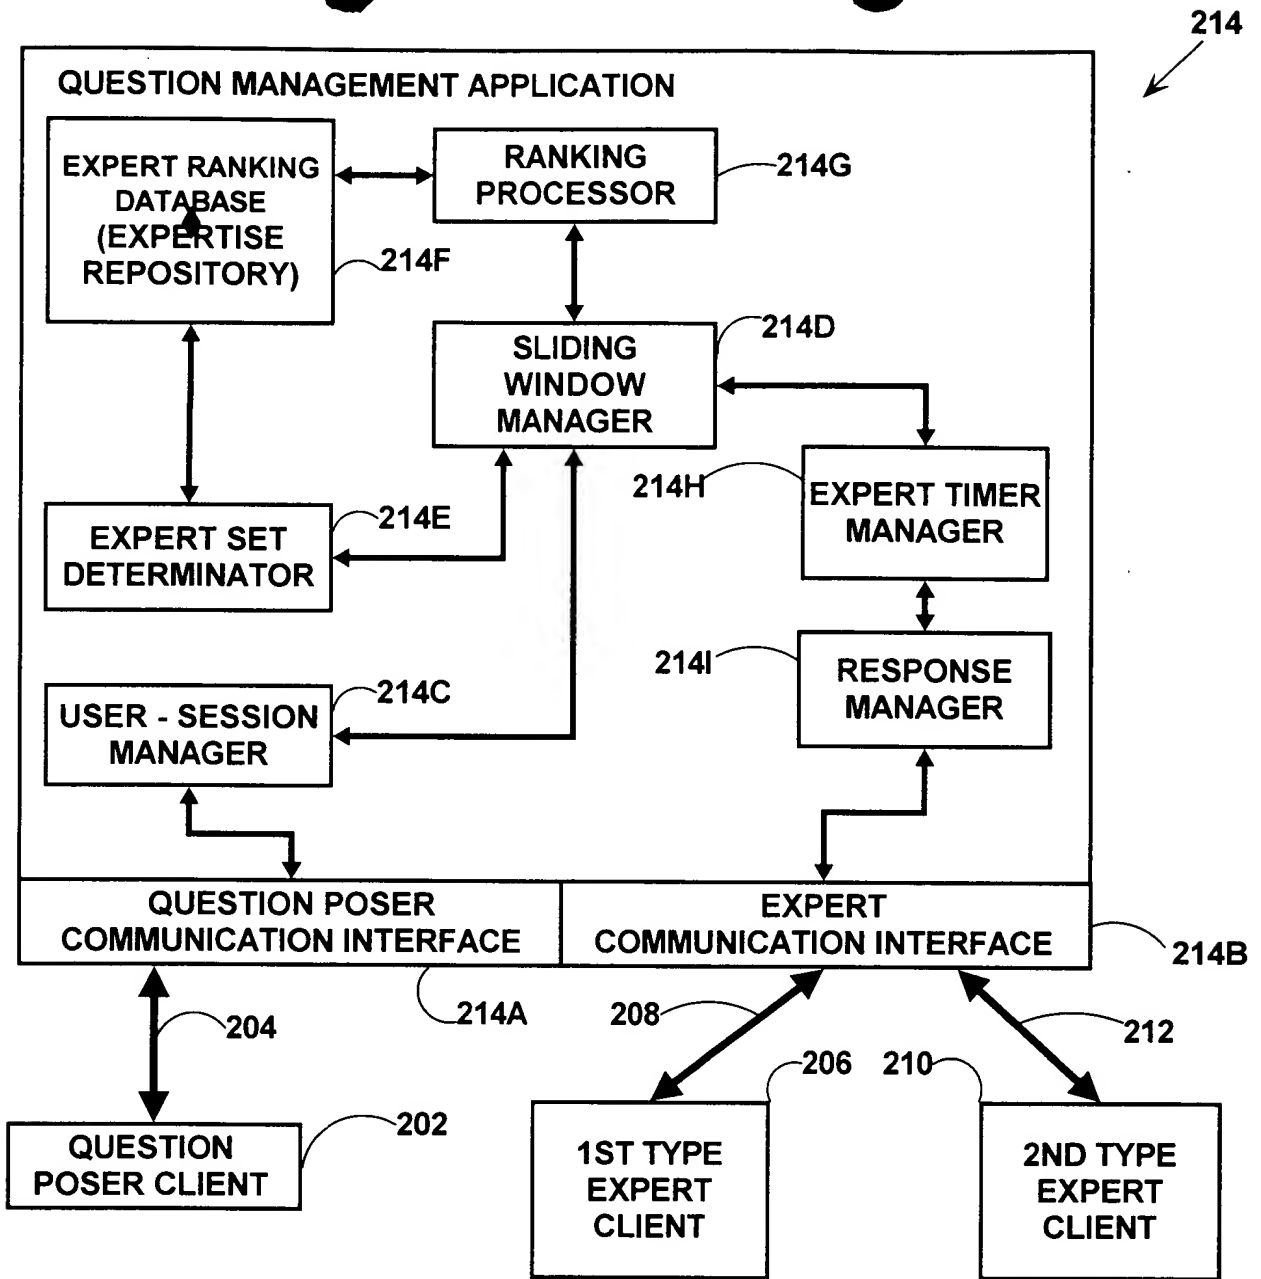 214
QUESTION MANAGEMENT APPLICATION
EXPERT RANKING
DATABASE
(EXPERTISE
REPOSITORY)
214F
RANKING
PROCESSOR
214G
SLIDING
WINDOW
MANAGER
214D
214H
EXPERT TIMER
MANAGER
EXPERT SET
DETERMINATOR
214E
214I
RESPONSE
MANAGER
USER - SESSION
MANAGER
214C
QUESTION POSER
COMMUNICATION INTERFACE
EXPERT
COMMUNICATION INTERFACE
214B
214A
204
208
212
206
210
202
QUESTION
POSER CLIENT
1ST TYPE
EXPERT
CLIENT
2ND TYPE
EXPERT
CLIENT